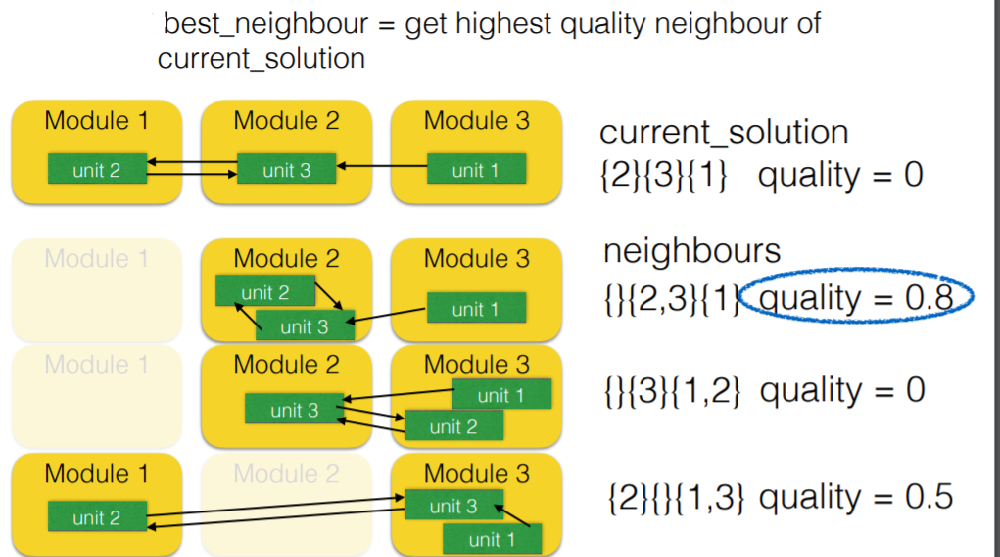 best_neighbour = get highest quality neighbour of
current_solution
Module 1 Module 2 Module 3
unit 2 unit 3 unit 1
current_solution
{2}{3}{1} quality = 0
neighbours
Module 1 Module 2 Module 3
unit 2
unit 3
unit 1
{}{2,3}{1} quality = 0.8
Module 1 Module 2 Module 3
unit 3
unit 1
unit 2
{}{3}{1,2} quality = 0
Module 1 Module 2 Module 3
unit 2
unit 3
unit 1
{2}{}{1,3} quality = 0.5